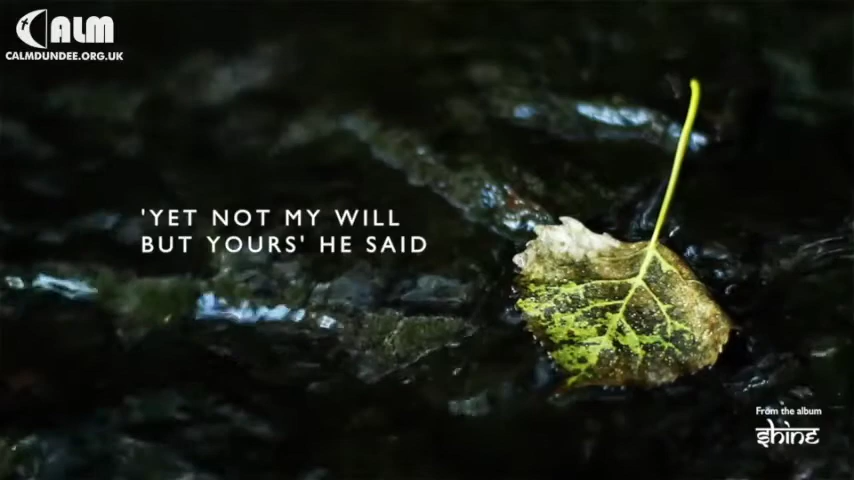 CALM
CALMDUNDEE.ORG.UK
'YET NOT MY WILL
BUT YOURS' HE SAID
From the album
shine